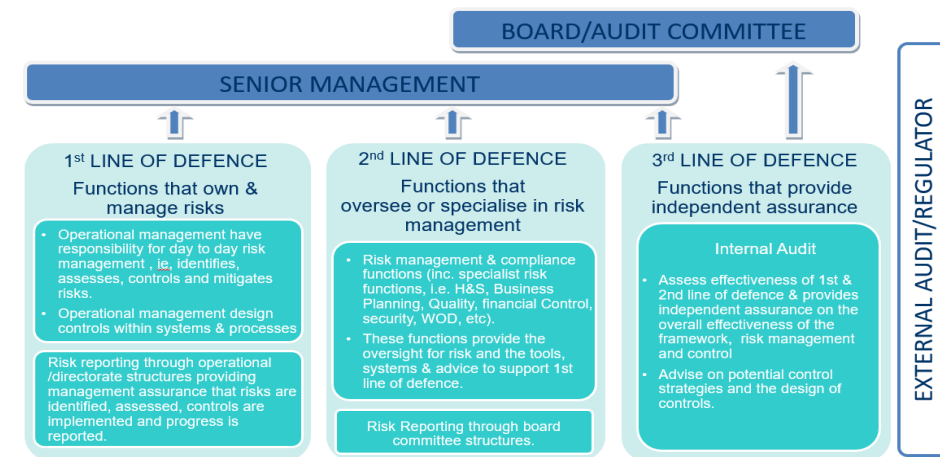 BOARD/AUDIT COMMITTEE
SENIOR MANAGEMENT
1st LINE OF DEFENCE
Functions that own &
manage risks
• Operational management have
responsibility for day to day risk
management , ie, identifies,
assesses, controls and mitigates
risks.
• Operational management design
controls within systems & processes
Risk reporting through operational
/directorate structures providing
management assurance that risks are
identified, assessed, controls are
implemented and progress is
reported.
2nd LINE OF DEFENCE
Functions that
oversee or specialise in risk
management
• Risk management & compliance
functions (inc. specialist risk
functions, i.e. H&S, Business
Planning, Quality, financial Control,
security, WOD, etc).
• These functions provide the
oversight for risk and the tools,
systems & advice to support 1st
line of defence.
Risk Reporting through board
committee structures.
3rd LINE OF DEFENCE
Functions that provide
independent assurance
Internal Audit
• Assess effectiveness of 1st &
2nd line of defence & provides
independent assurance on the
overall effectiveness of the
framework, risk management
and control
• Advise on potential control
strategies and the design of
controls.
EXTERNAL AUDIT/REGULATOR